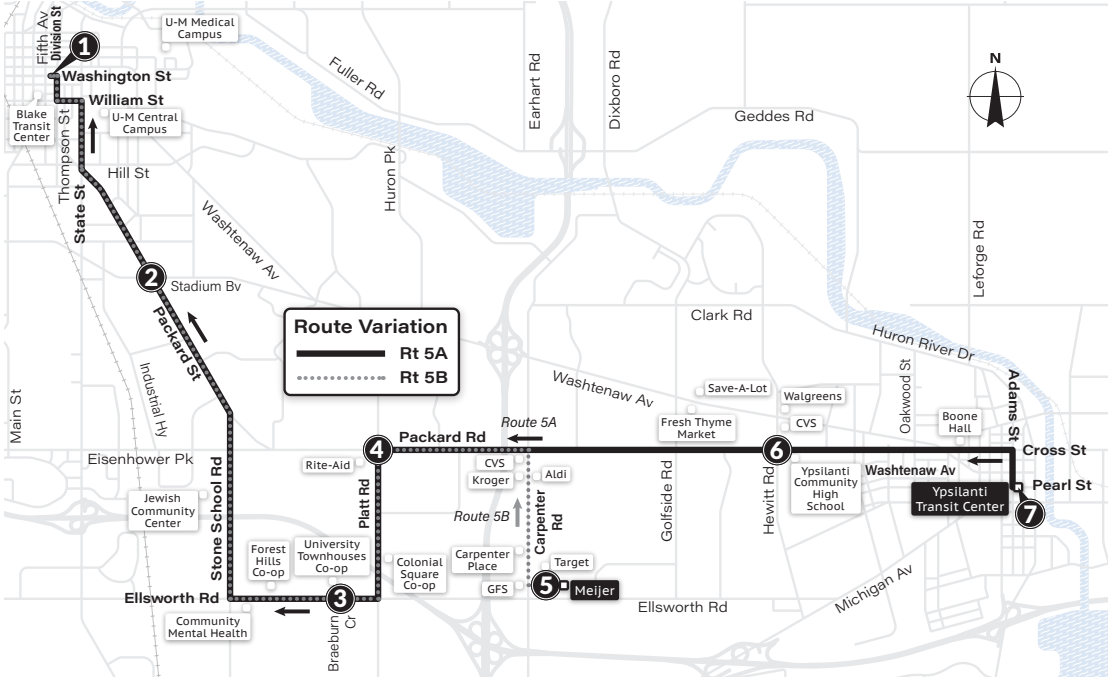 Fifth Av
Division St
1
U-M Medical
Campus
Washington St
William St
Blake
Transit
Center
U-M Central
Campus
Thompson St
Hill St
State St
Fuller Rd
Huron Pk
Earhart Rd
Dixboro Rd
Geddes Rd
N
Washtenaw Av
2
Stadium Bv
Packard St
Leforge Rd
Clark Rd
Huron River Dr
Route Variation
Rt 5A
Rt 5B
Industrial Hy
Main St
Washtenaw Av
Save-A-Lot
Walgreens
Fresh Thyme
Market
CVS
Oakwood St
Boone
Hall
Adams St
Route 5A
4
Packard Rd
6
Cross St
Eisenhower Pk
Rite-Aid
CVS
Kroger
Aldi
Golfside Rd
Hewitt Rd
Ypsilanti
Community
High
School
Washtenaw Av
Ypsilanti
Transit Center
Pearl St
7
Jewish
Community
Center
Stone School Rd
Platt Rd
Route 5B
Carpenter
Rd
Forest
Hills
Co-op
University
Townhouses
Co-op
Colonial
Square
Co-op
Carpenter
Place
Target
GFS
5
Meijer
Ellsworth Rd
3
Ellsworth Rd
Michigan Av
Community
Mental Health
Braeburn
Cr